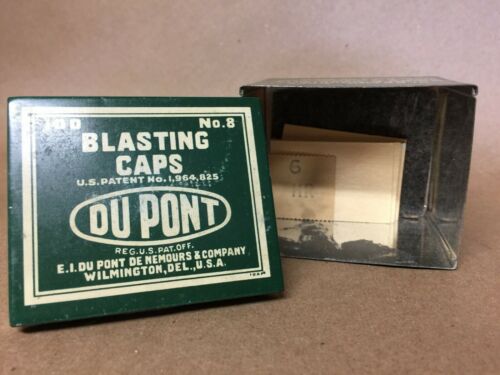 No.8
BLASTING
CAPS
U.S. PATENT No. 1,964,825
DU PONT
REG.U.S.PAT.OFF.
E.I. DU PONT DE NEMOURS & COMPANY
WILMINGTON, DEL., U.S.A.
6
HR